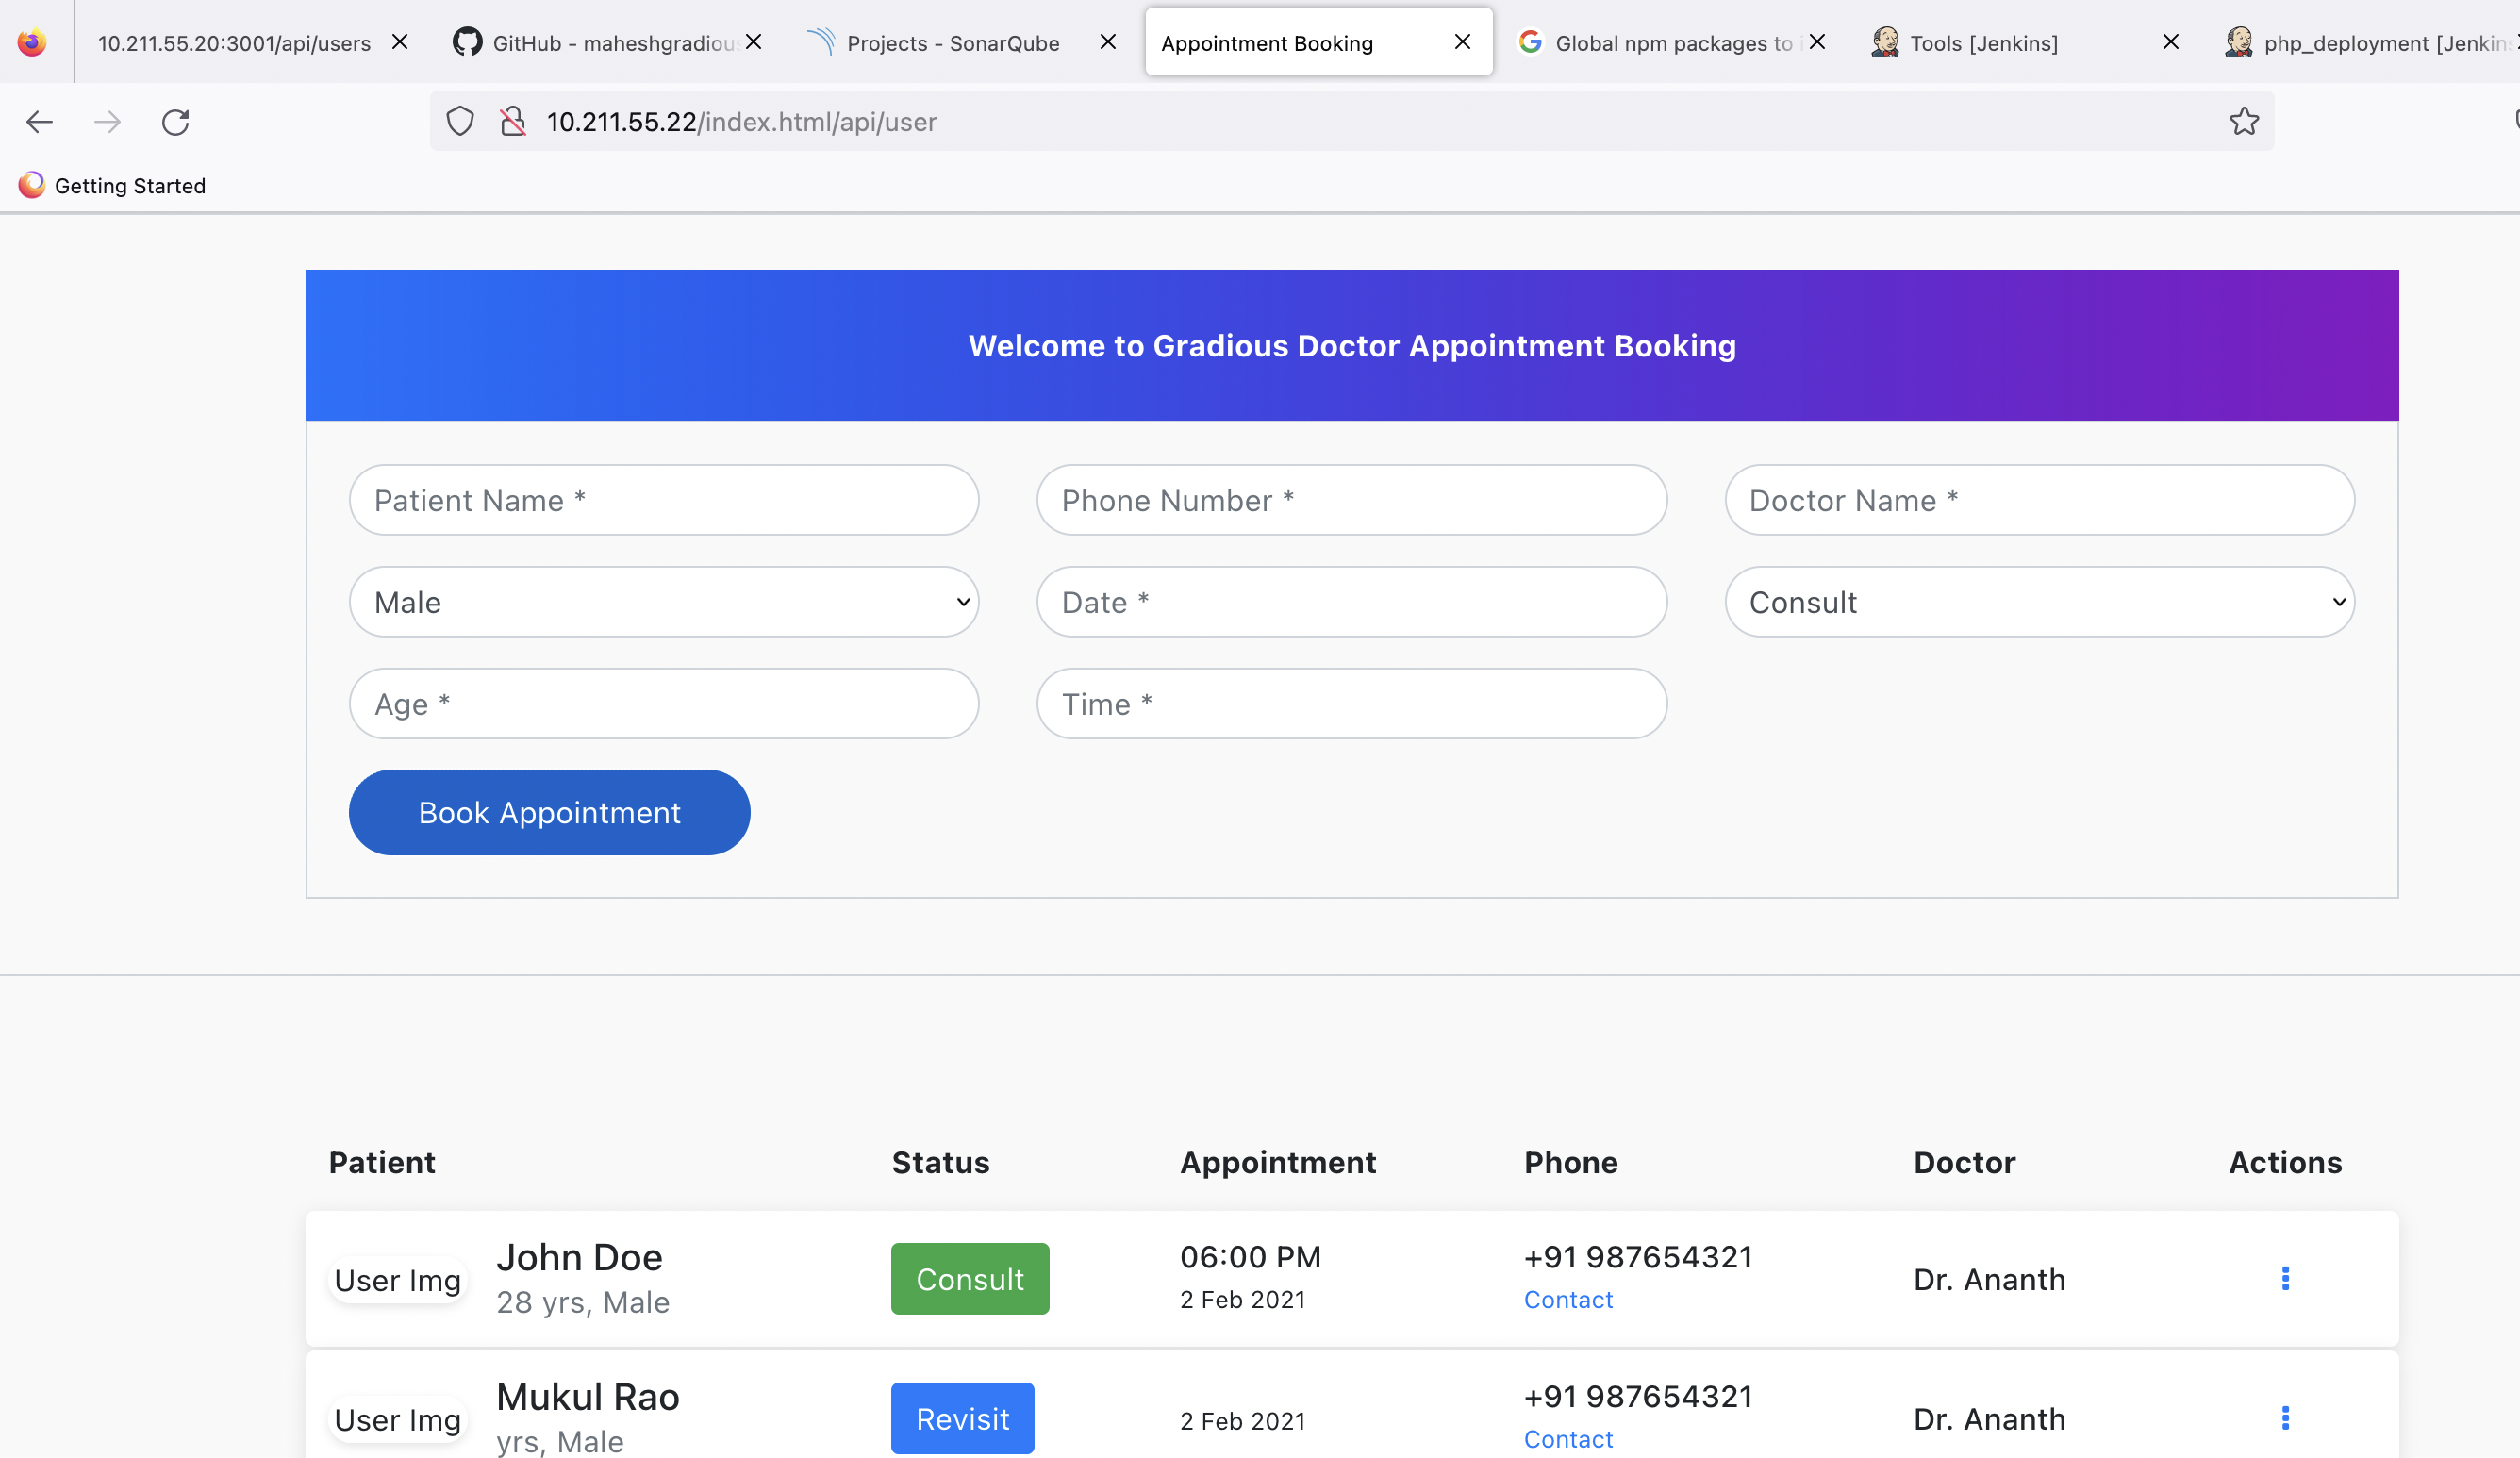 10.211.55.20:3001/api/users
GitHub - maheshgradious
Projects - SonarQube
Appointment Booking
Global npm packages to i
Tools [Jenkins]
php_deployment [Jenkins
10.211.55.22/index.html/api/user
Getting Started
Welcome to Gradious Doctor Appointment Booking
Patient Name *
Phone Number *
Doctor Name *
Male
Date *
Consult
Age *
Time *
Book Appointment
Patient Status Appointment Phone Doctor Actions
User Img
John Doe
28 yrs, Male
Consult
06:00 PM
2 Feb 2021
+91 987654321
Contact
Dr. Ananth
User Img
Mukul Rao
yrs, Male
Revisit
2 Feb 2021
+91 987654321
Contact
Dr. Ananth